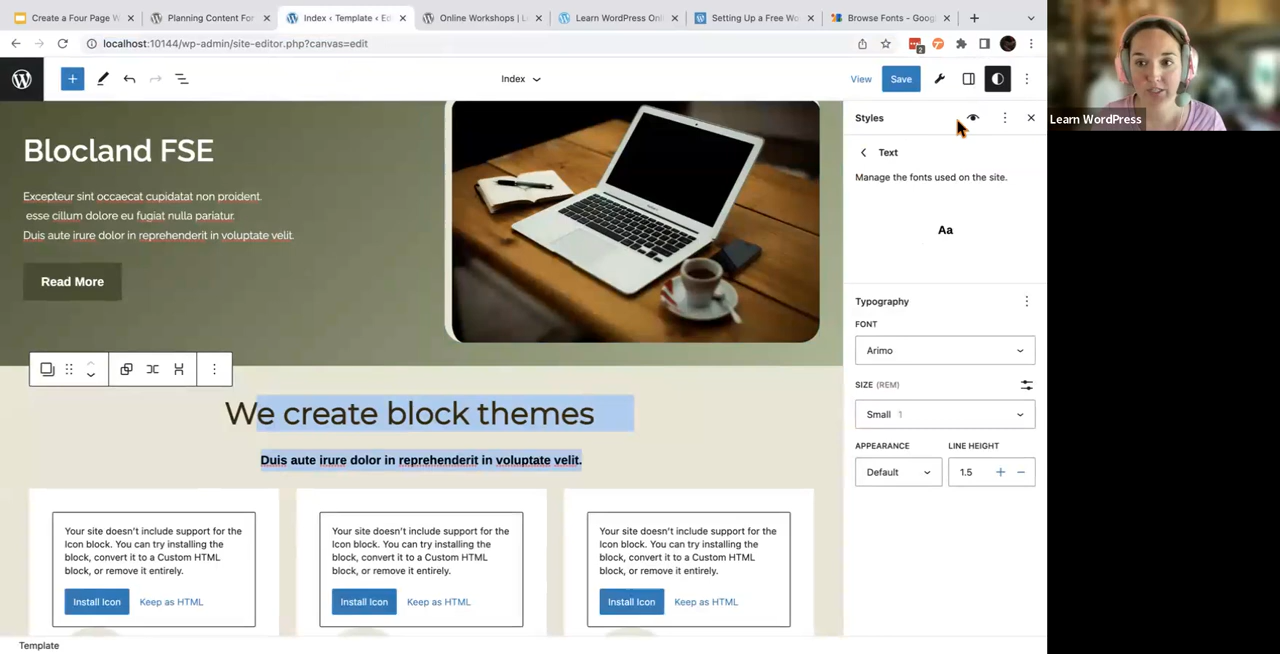 Create a Four Page W
Planning Content For
Index ‹ Template ‹ Ed
Online Workshops | L
Learn WordPress Onl
Setting Up a Free Wo
Browse Fonts - Goog
localhost:10144/wp-admin/site-editor.php?canvas=edit
2
Index
View
Save
Styles
Learn WordPress
Blocland FSE
Text
Manage the fonts used on the site.
Excepteur sint occaecat cupidatat non proident.
esse cillum dolore eu fugiat nulla pariatur.
Duis aute irure dolor in reprehenderit in voluptate velit.
Aa
Read More
Typography
FONT
Arimo
SIZE (REM)
Small 1
APPEARANCE
LINE HEIGHT
Default
1.5
We create block themes
Duis aute irure dolor in reprehenderit in voluptate velit.
Your site doesn't include support for the
Icon block. You can try installing the
block, convert it to a Custom HTML
block, or remove it entirely.
Install Icon
Keep as HTML
Your site doesn't include support for the
Icon block. You can try installing the
block, convert it to a Custom HTML
block, or remove it entirely.
Install Icon
Keep as HTML
Your site doesn't include support for the
Icon block. You can try installing the
block, convert it to a Custom HTML
block, or remove it entirely.
Install Icon
Keep as HTML
Template